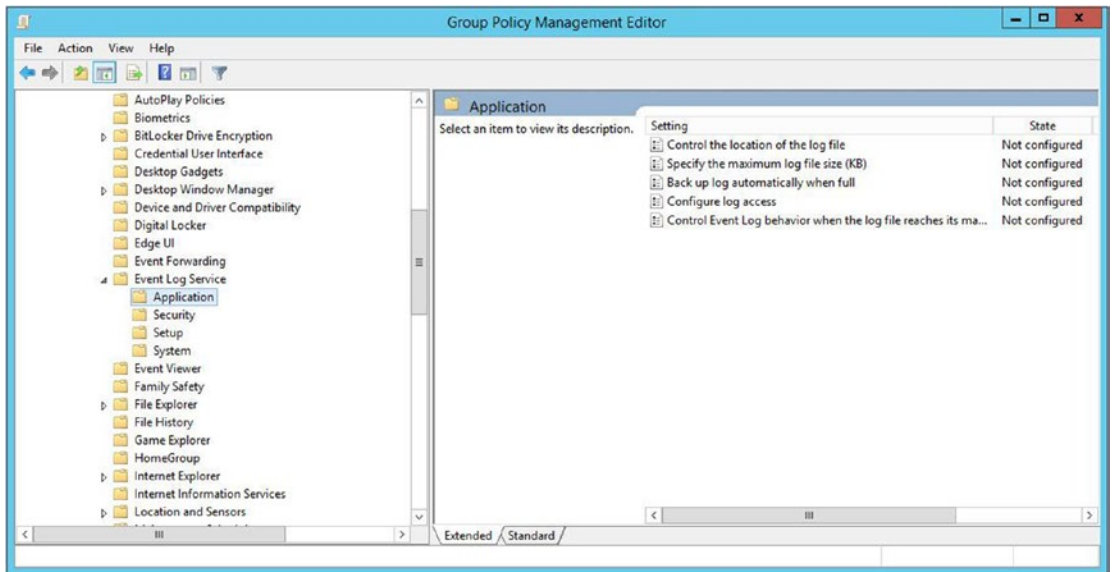 Group Policy Management Editor
File Action View Help
AutoPlay Policies
Biometrics
BitLocker Drive Encryption
Credential User Interface
Desktop Gadgets
Desktop Window Manager
Device and Driver Compatibility
Digital Locker
Edge UI
Event Forwarding
Event Log Service
Application
Security
Setup
System
Event Viewer
Family Safety
File Explorer
File History
Game Explorer
HomeGroup
Internet Explorer
Internet Information Services
Location and Sensors
Application
Select an item to view its description.
Setting State
Control the location of the log file Not configured
Specify the maximum log file size (KB) Not configured
Back up log automatically when full Not configured
Configure log access Not configured
Control Event Log behavior when the log file reaches its ma... Not configured
Extended Standard